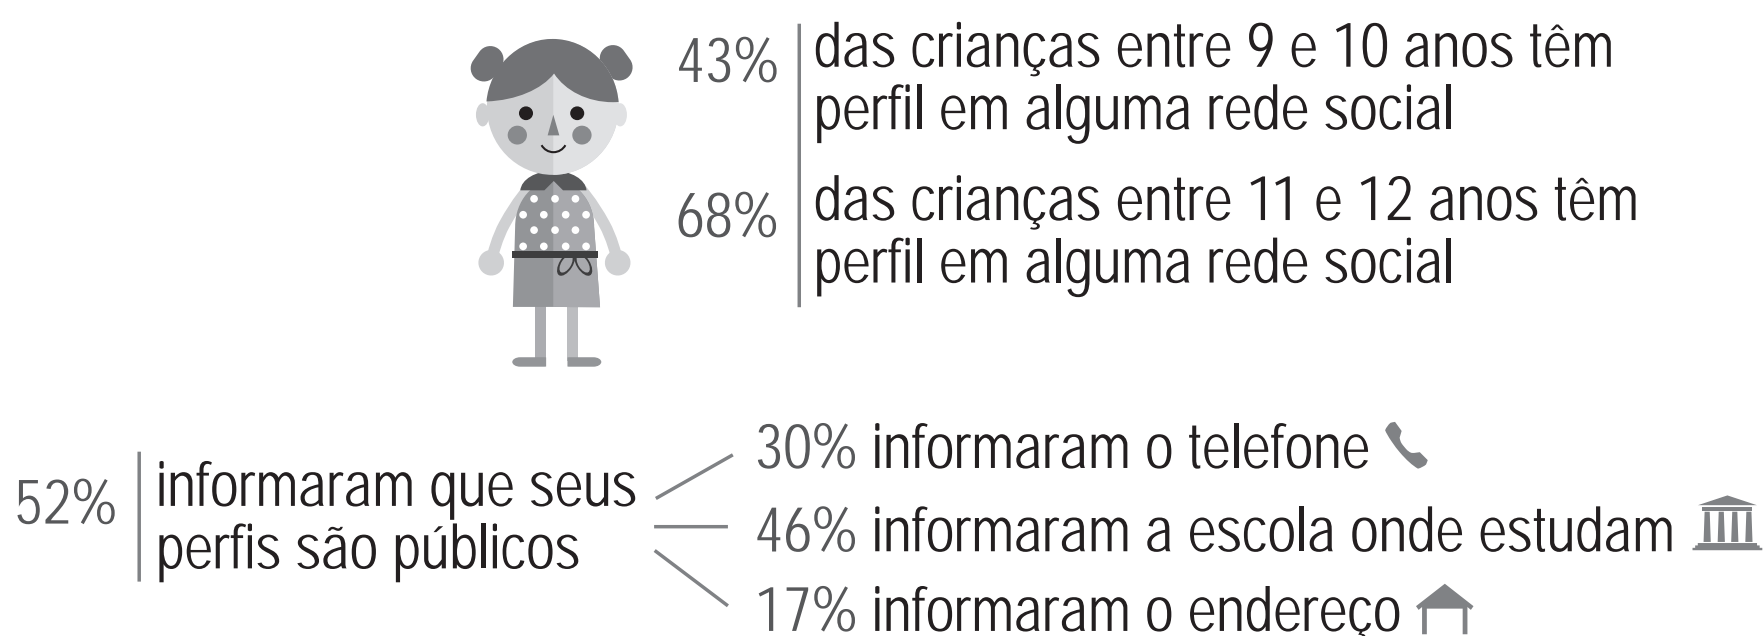 43% das crianças entre 9 e 10 anos têm
perfil em alguma rede social
68% das crianças entre 11 e 12 anos têm
perfil em alguma rede social
52% informaram que seus
perfis são públicos
30% informaram o telefone
46% informaram a escola onde estudam
17% informaram o endereço